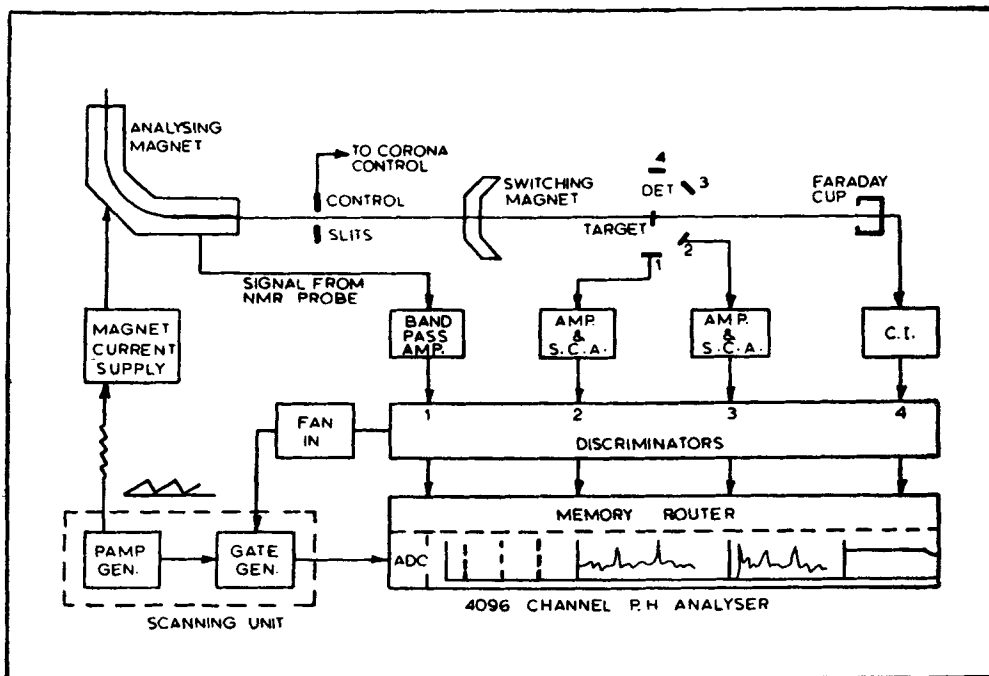 ANALYSING
MAGNET
TO CORONA
CONTROL
CONTROL
SLITS
SWITCHING
MAGNET
4
DET
3
TARGET
1
2
FARADAY
CUP
SIGNAL FROM
NMR PROBE
MAGNET
CURRENT
SUPPLY
BAND
PASS
AMP.
AMP.
&
S.C.A.
AMP.
&
S.C.A.
C.I.
1
2
3
4
FAN
IN
DISCRIMINATORS
MEMORY ROUTER
PAMP
GEN.
GATE
GEN.
ADC
4096 CHANNEL P.H ANALYSER
SCANNING UNIT